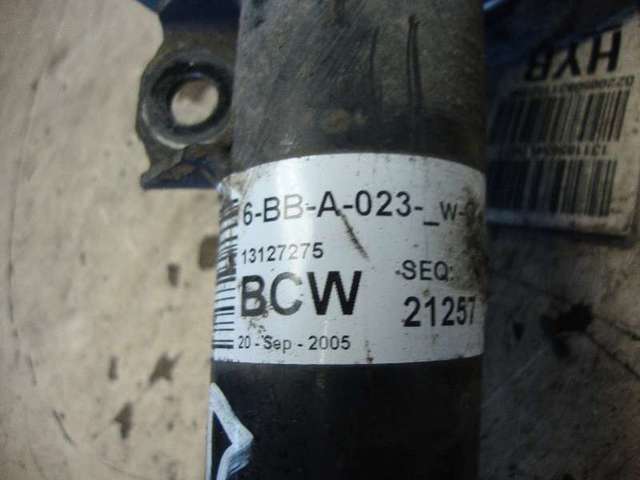 6-BB-A-023-_w-
13127275
BCW
SEQ:
21257
20 - Sep - 2005
HYB